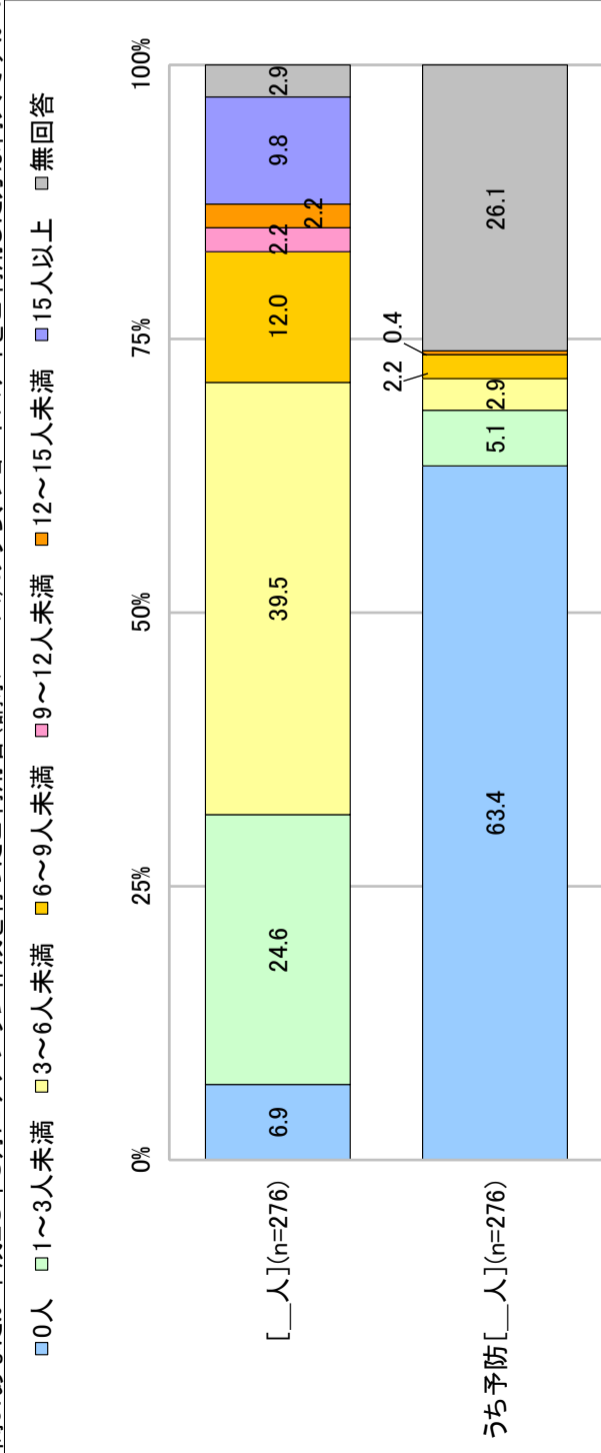 ■0人 ■1～3人未満 ■3～6人未満 ■6～9人未満 ■9～12人未満 ■12～15人未満 ■15人以上 ■無回答
0% 25% 50% 75% 100%
[__人](n=276) 6.9 24.6 39.5 12.0 2.2 2.2 9.8 2.9
うち予防[__人](n=276) 63.4 5.1 2.9 2.2 0.4 26.1